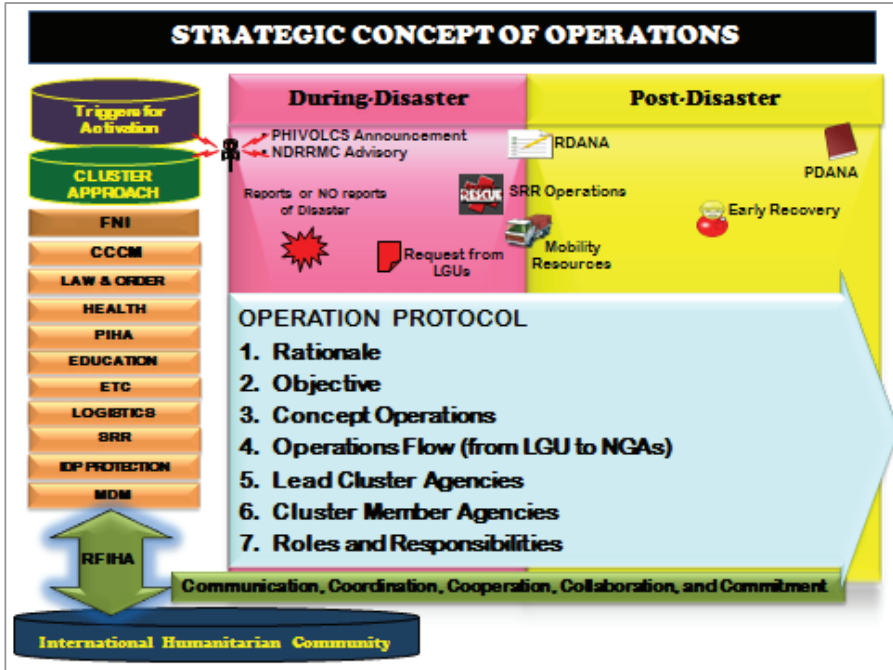 STRATEGIC CONCEPT OF OPERATIONS
Triggers for
Activation
CLUSTER
APPROACH
FNI
CCCM
LAW & ORDER
HEALTH
PIHA
EDUCATION
ETC
LOGISTICS
SRR
IDP PROTECTION
MDM
RFIHA
International Humanitarian Community
During-Disaster
• PHIVOLCS Announcement
• NDRRMC Advisory
Reports or NO reports
of Disaster
RESCUE
Request from
LGUs
Post-Disaster
RDANA
SRR Operations
Mobility
Resources
PDANA
Early Recovery
OPERATION PROTOCOL
1. Rationale
2. Objective
3. Concept Operations
4. Operations Flow (from LGU to NGAs)
5. Lead Cluster Agencies
6. Cluster Member Agencies
7. Roles and Responsibilities
Communication, Coordination, Cooperation, Collaboration, and Commitment